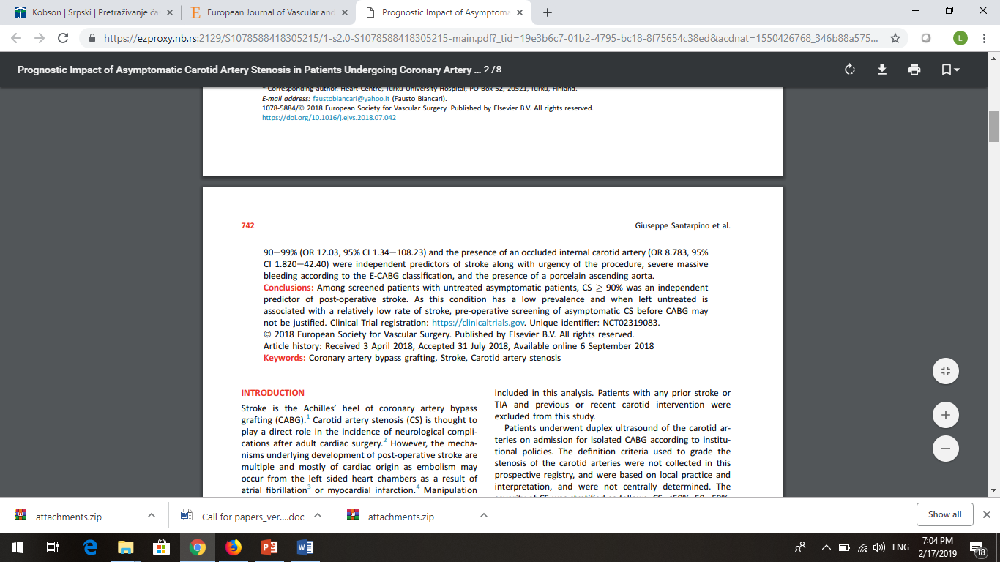 Kobson | Srpski | Pretraživanje ča
European Journal of Vascular and
Prognostic Impact of Asymptoma
https://ezproxy.nb.rs:2129/S1078588418305215/1-s2.0-S1078588418305215-main.pdf?_tid=19e3b6c7-01b2-4795-bc18-8f75654c38ed&acdnat=1550426768_346b88a575...
L
Prognostic Impact of Asymptomatic Carotid Artery Stenosis in Patients Undergoing Coronary Artery ... 2 / 8
* Corresponding author. Heart Centre, Turku University Hospital, PO Box 52, 20521, Turku, Finland.
E-mail address: faustobiancari@yahoo.it (Fausto Biancari).
1078-5884/© 2018 European Society for Vascular Surgery. Published by Elsevier B.V. All rights reserved.
https://doi.org/10.1016/j.ejvs.2018.07.042
742
Giuseppe Santarpino et al.
90—99% (OR 12.03, 95% CI 1.34—108.23) and the presence of an occluded internal carotid artery (OR 8.783, 95%
CI 1.820—42.40) were independent predictors of stroke along with urgency of the procedure, severe massive
bleeding according to the E-CABG classification, and the presence of a porcelain ascending aorta.
Conclusions: Among screened patients with untreated asymptomatic patients, CS ≥ 90% was an independent
predictor of post-operative stroke. As this condition has a low prevalence and when left untreated is
associated with a relatively low rate of stroke, pre-operative screening of asymptomatic CS before CABG may
not be justified. Clinical Trial registration: https://clinicaltrials.gov. Unique identifier: NCT02319083.
© 2018 European Society for Vascular Surgery. Published by Elsevier B.V. All rights reserved.
Article history: Received 3 April 2018, Accepted 31 July 2018, Available online 6 September 2018
Keywords: Coronary artery bypass grafting, Stroke, Carotid artery stenosis
INTRODUCTION
Stroke is the Achilles' heel of coronary artery bypass
grafting (CABG).1 Carotid artery stenosis (CS) is thought to
play a direct role in the incidence of neurological compli-
cations after adult cardiac surgery.2 However, the mecha-
nisms underlying development of post-operative stroke are
multiple and mostly of cardiac origin as embolism may
occur from the left sided heart chambers as a result of
atrial fibrillation3 or myocardial infarction.4 Manipulation
included in this analysis. Patients with any prior stroke or
TIA and previous or recent carotid intervention were
excluded from this study.
Patients underwent duplex ultrasound of the carotid ar-
teries on admission for isolated CABG according to institu-
tional policies. The definition criteria used to grade the
stenosis of the carotid arteries were not collected in this
prospective registry, and were based on local practice and
interpretation, and were not centrally determined. The
attachments.zip
Call for papers_ver....doc
attachments.zip
Show all
ENG
7:04 PM
2/17/2019
18